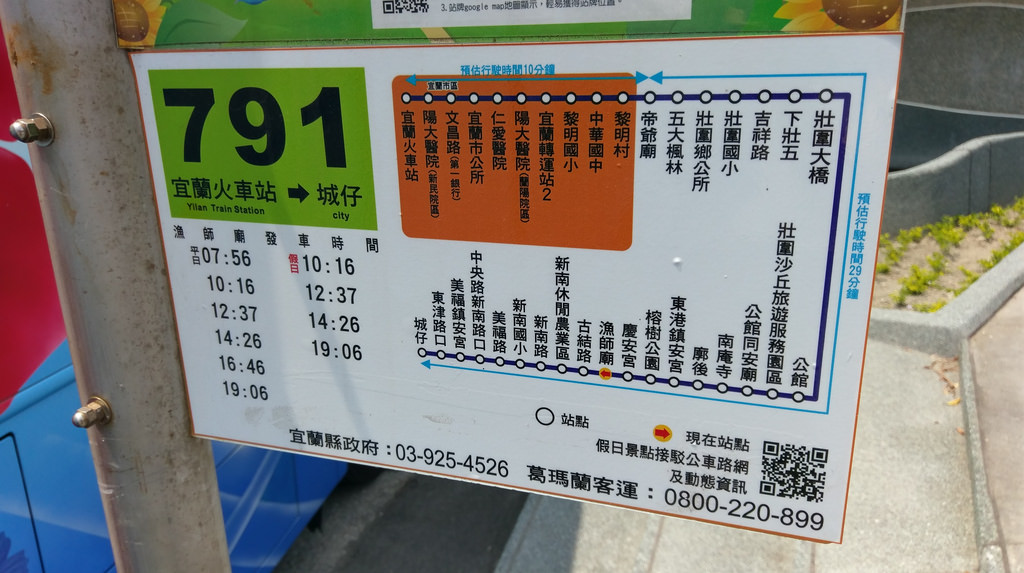 3. 站牌google map地圖顯示，輕易獲得站牌位置。
791
宜蘭火車站 ➡ 城仔
Yilan Train Station city
漁師廟發車時間
平日 07:56
10:16
12:37
14:26
16:46
19:06
假日 10:16
12:37
14:26
19:06
預估行駛時間10分鐘
宜蘭市區
宜蘭火車站
陽大醫院(新民院區)
文昌路(第一銀行)
宜蘭市公所
仁愛醫院
陽大醫院(蘭陽院區)
宜蘭轉運站2
黎明國小
中華國中
黎明村
帝爺廟
五大楓林
壯圍鄉公所
壯圍國小
吉祥路
下壯五
壯圍大橋
預估行駛時間29分鐘
城仔
東津路口
美福鎮安宮
中央路新南路口
美福路
新南國小
新南路
新南休閒農業區
古結路
漁師廟
慶安宮
榕樹公園
東港鎮安宮
廓後
南庵寺
公館同安廟
壯圍沙丘旅遊服務園區
公館
站點
現在站點
假日景點接駁公車路網
及動態資訊
宜蘭縣政府：03-925-4526
葛瑪蘭客運：0800-220-899